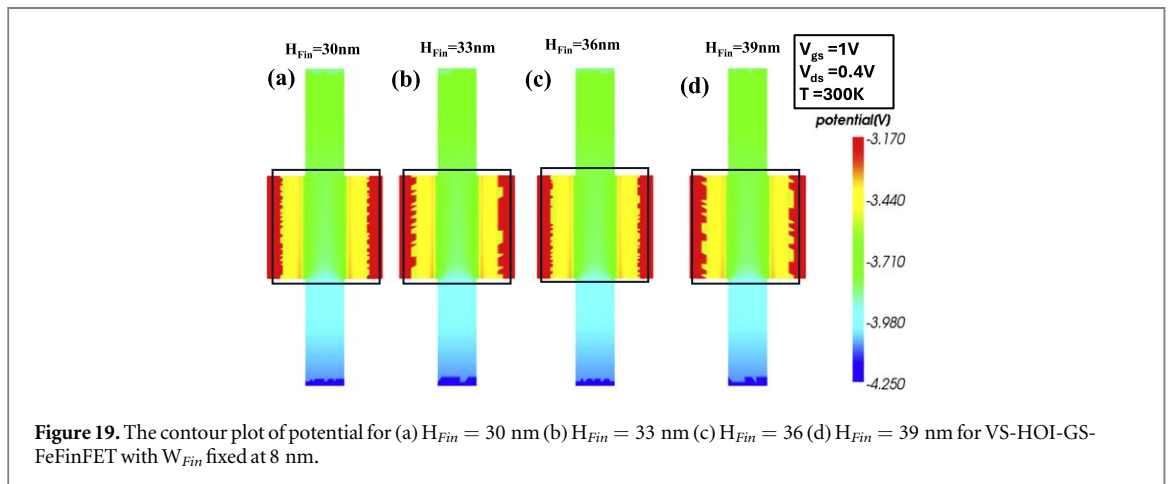 H_Fin=30nm
H_Fin=33nm
H_Fin=36nm
H_Fin=39nm
(a)
(b)
(c)
(d)
V_gs =1V
V_ds =0.4V
T =300K
potential(V)
-3.170
-3.440
-3.710
-3.980
-4.250
Figure 19. The contour plot of potential for (a) H_Fin = 30 nm (b) H_Fin = 33 nm (c) H_Fin = 36 (d) H_Fin = 39 nm for VS-HOI-GS-
FeFinFET with W_Fin fixed at 8 nm.